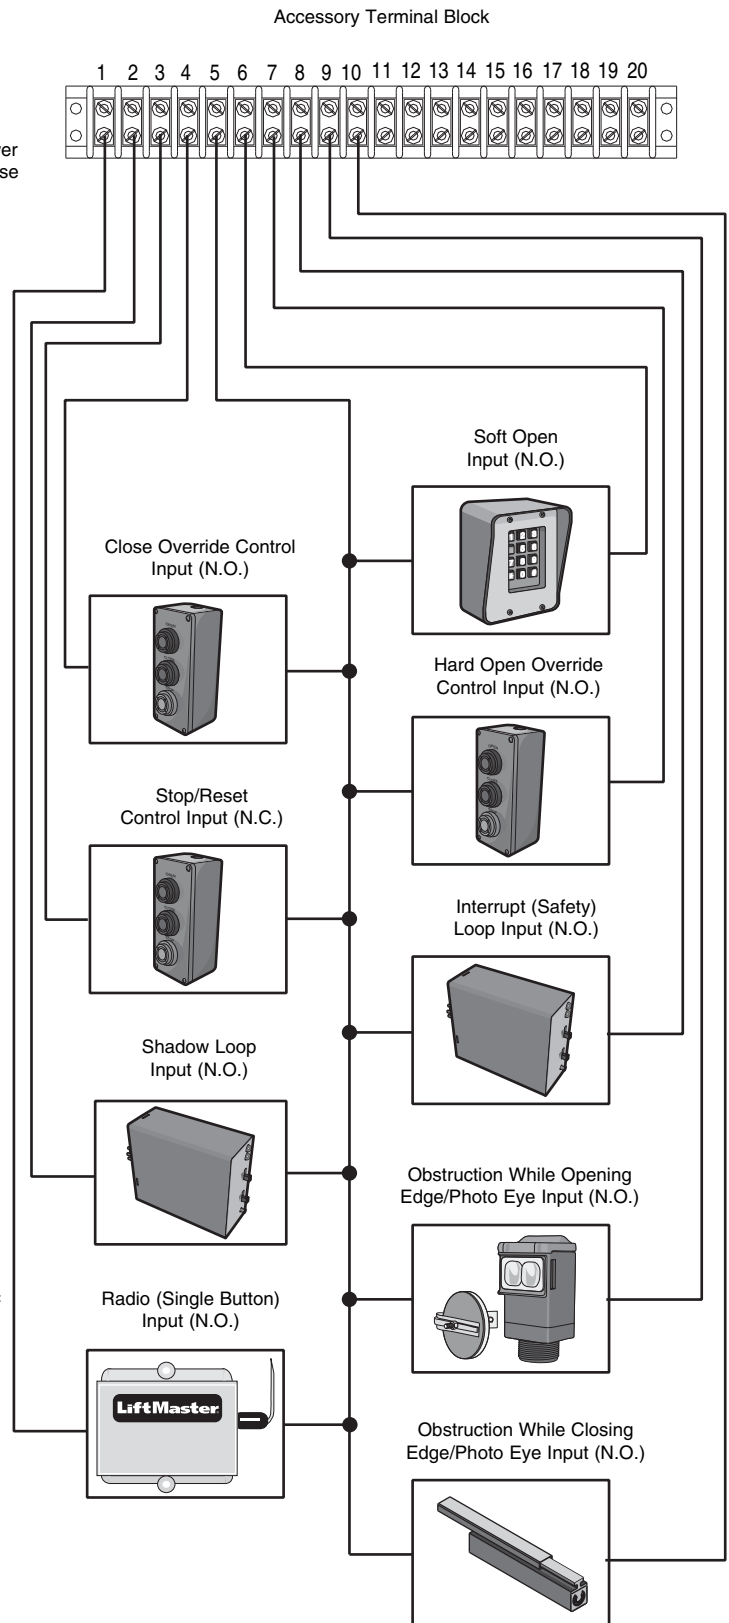 Accessory Terminal Block
1 2 3 4 5 6 7 8 9 10 11 12 13 14 15 16 17 18 19 20
Soft Open
Input (N.O.)
Close Override Control
Input (N.O.)
Hard Open Override
Control Input (N.O.)
Stop/Reset
Control Input (N.C.)
Interrupt (Safety)
Loop Input (N.O.)
Shadow Loop
Input (N.O.)
Obstruction While Opening
Edge/Photo Eye Input (N.O.)
Radio (Single Button)
Input (N.O.)
LiftMaster
Obstruction While Closing
Edge/Photo Eye Input (N.O.)